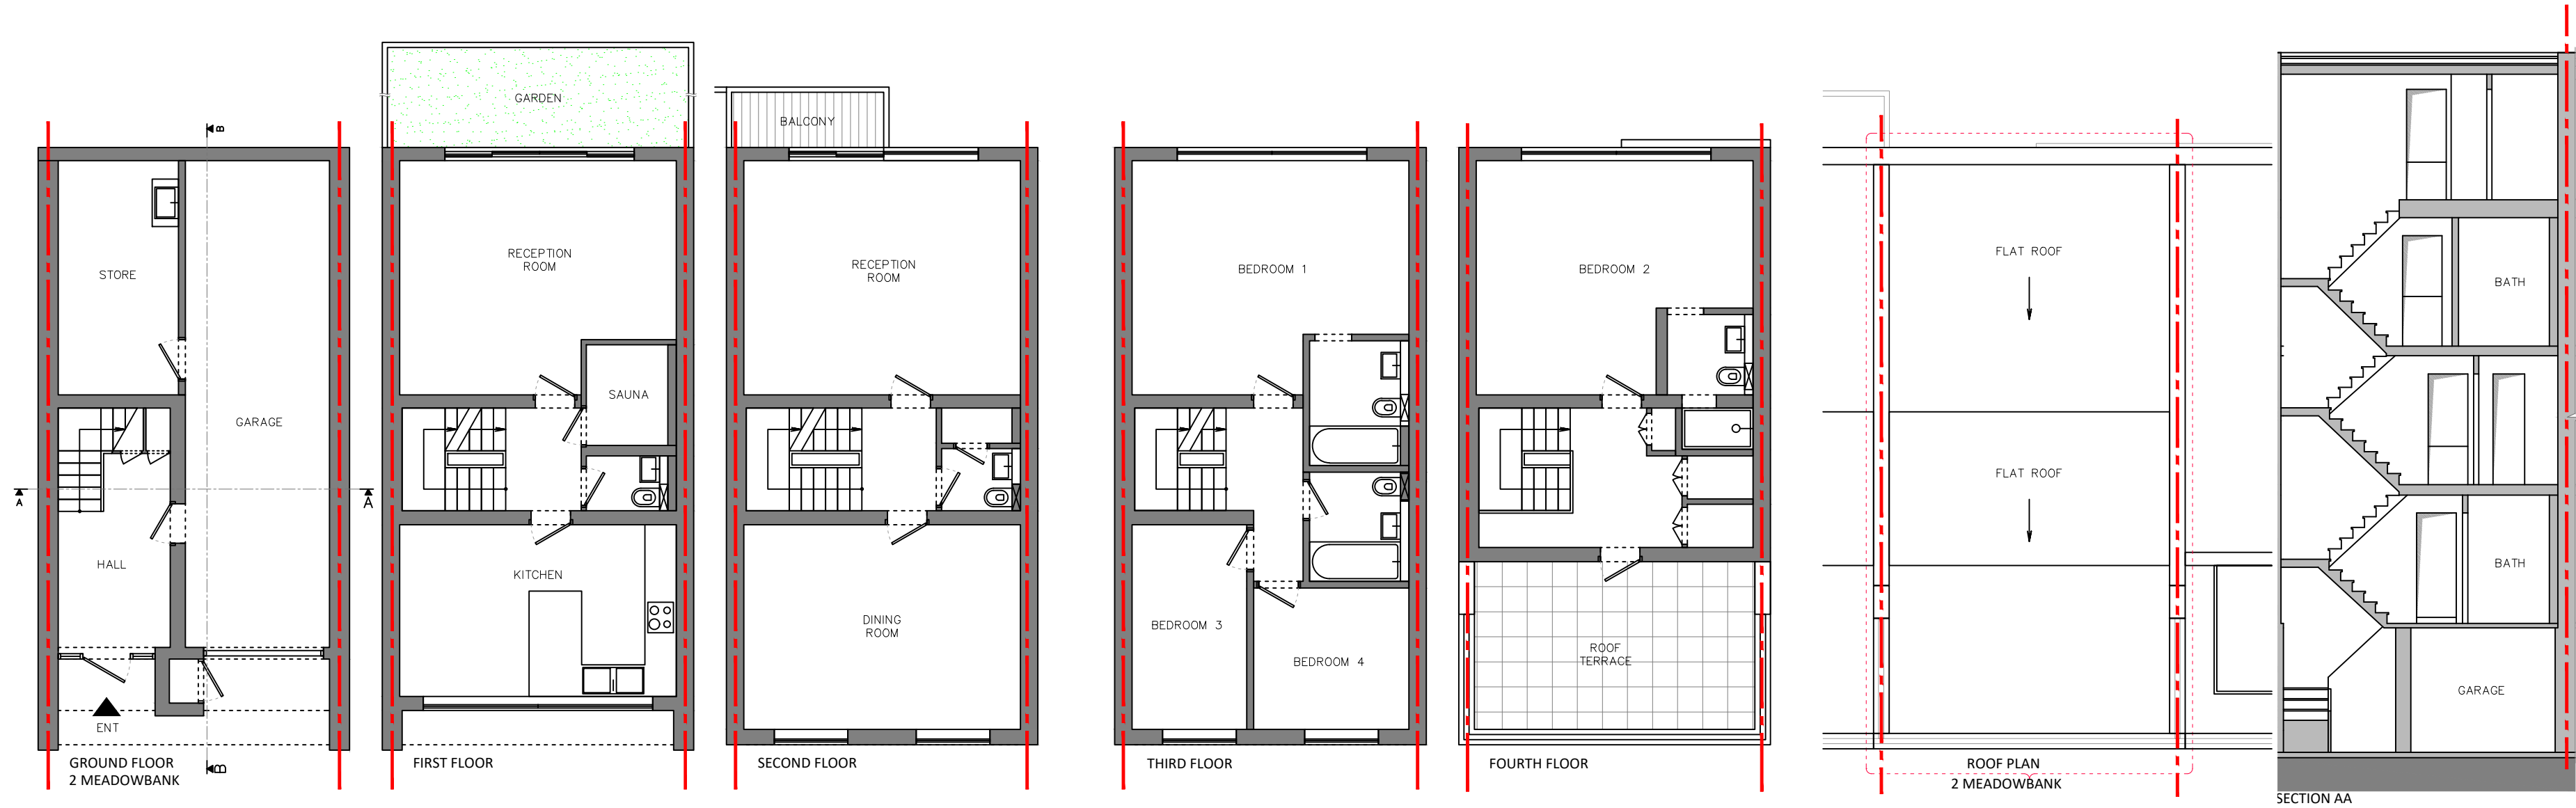 B
STORE
GARAGE
A
A
HALL
ENT
B
GROUND FLOOR
2 MEADOWBANK
GARDEN
RECEPTION
ROOM
SAUNA
KITCHEN
FIRST FLOOR
BALCONY
RECEPTION
ROOM
DINING
ROOM
SECOND FLOOR
BEDROOM 1
BEDROOM 3
BEDROOM 4
THIRD FLOOR
BEDROOM 2
ROOF
TERRACE
FOURTH FLOOR
FLAT ROOF
FLAT ROOF
ROOF PLAN
2 MEADOWBANK
BATH
BATH
GARAGE
SECTION AA